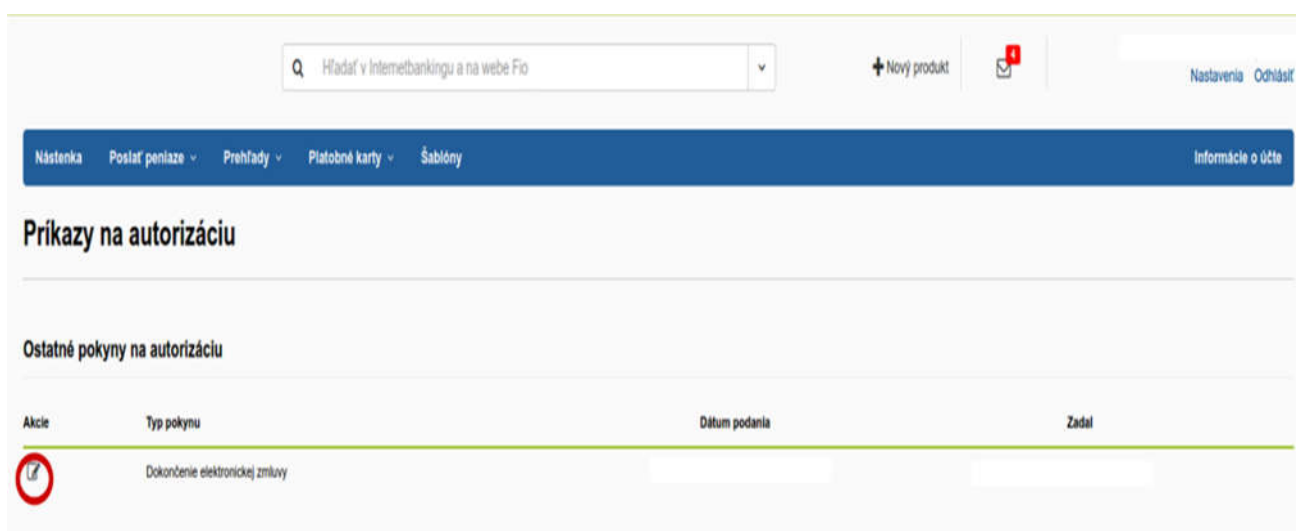 Hľadať v Internetbankingu a na webe Fio
Nový produkt
4
Nastavenia Odhlásiť
Nástenka Poslať peniaze Prehľady Platobné karty Šablóny Informácie o účte
Príkazy na autorizáciu
Ostatné pokyny na autorizáciu
Akcie Typ pokynu Dátum podania Zadal
Dokončenie elektronickej zmluvy